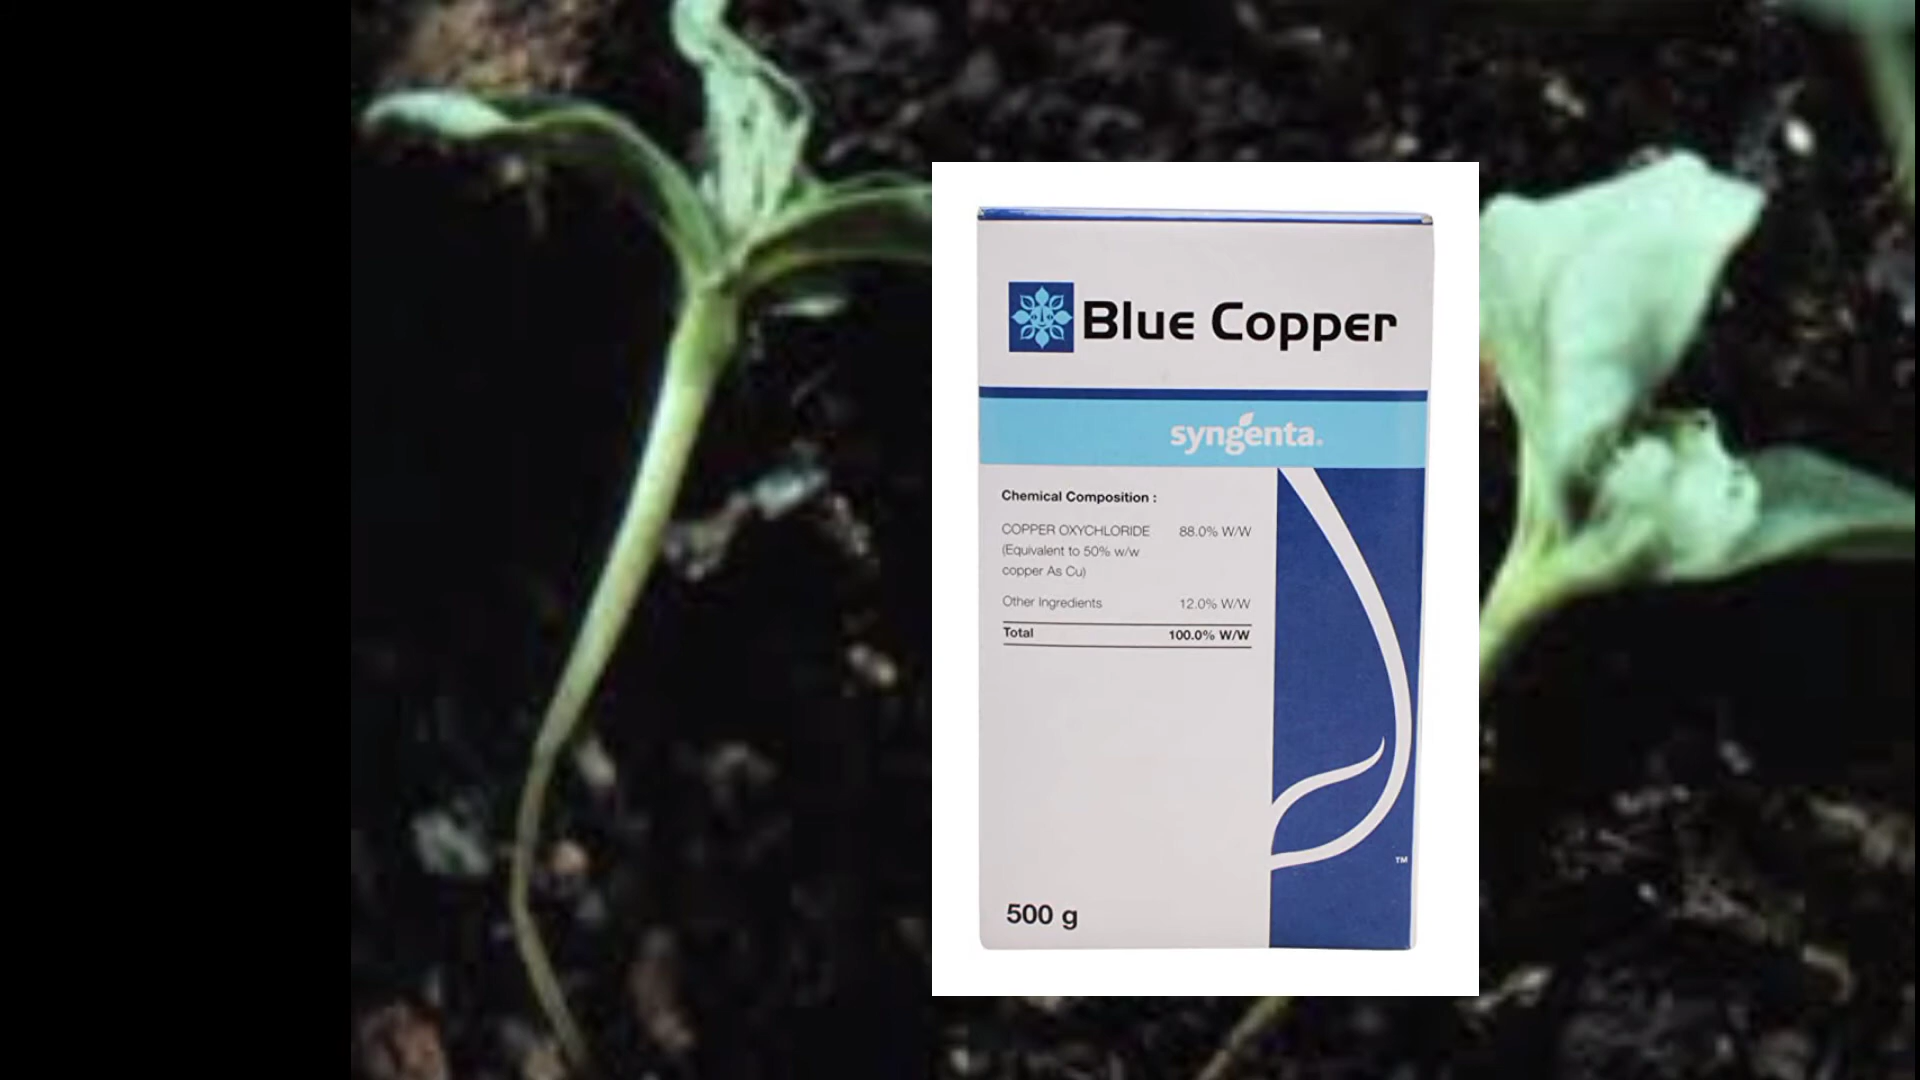 Blue Copper
syngenta.
Chemical Composition :
COPPER OXYCHLORIDE 88.0% W/W
(Equivalent to 50% w/w
copper As Cu)
Other Ingredients 12.0% W/W
Total 100.0% W/W
TM
500 g